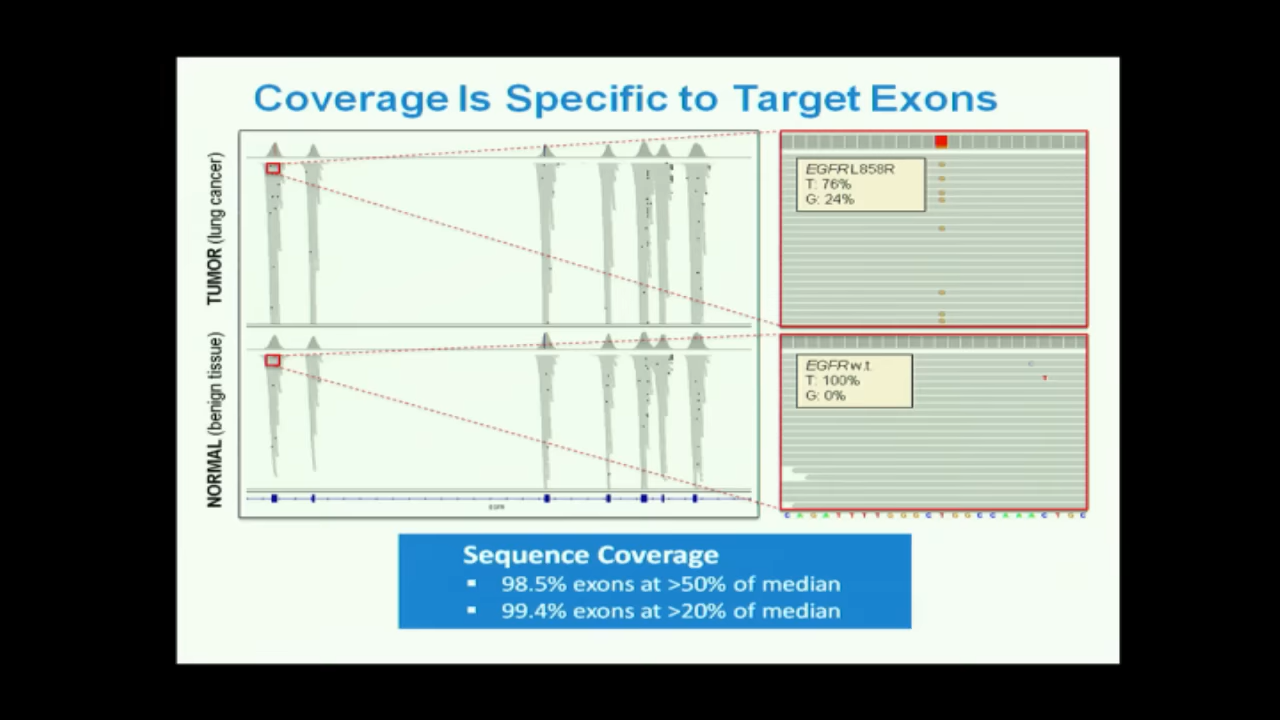 Coverage Is Specific to Target Exons
TUMOR (lung cancer)
EGFR L858R
T: 76%
G: 24%
NORMAL (benign tissue)
EGFR w.t.
T: 100%
G: 0%
EGFR
C A G A T T T T G G G C T G G C C A A A C T G C
T
Sequence Coverage
▪ 98.5% exons at >50% of median
▪ 99.4% exons at >20% of median